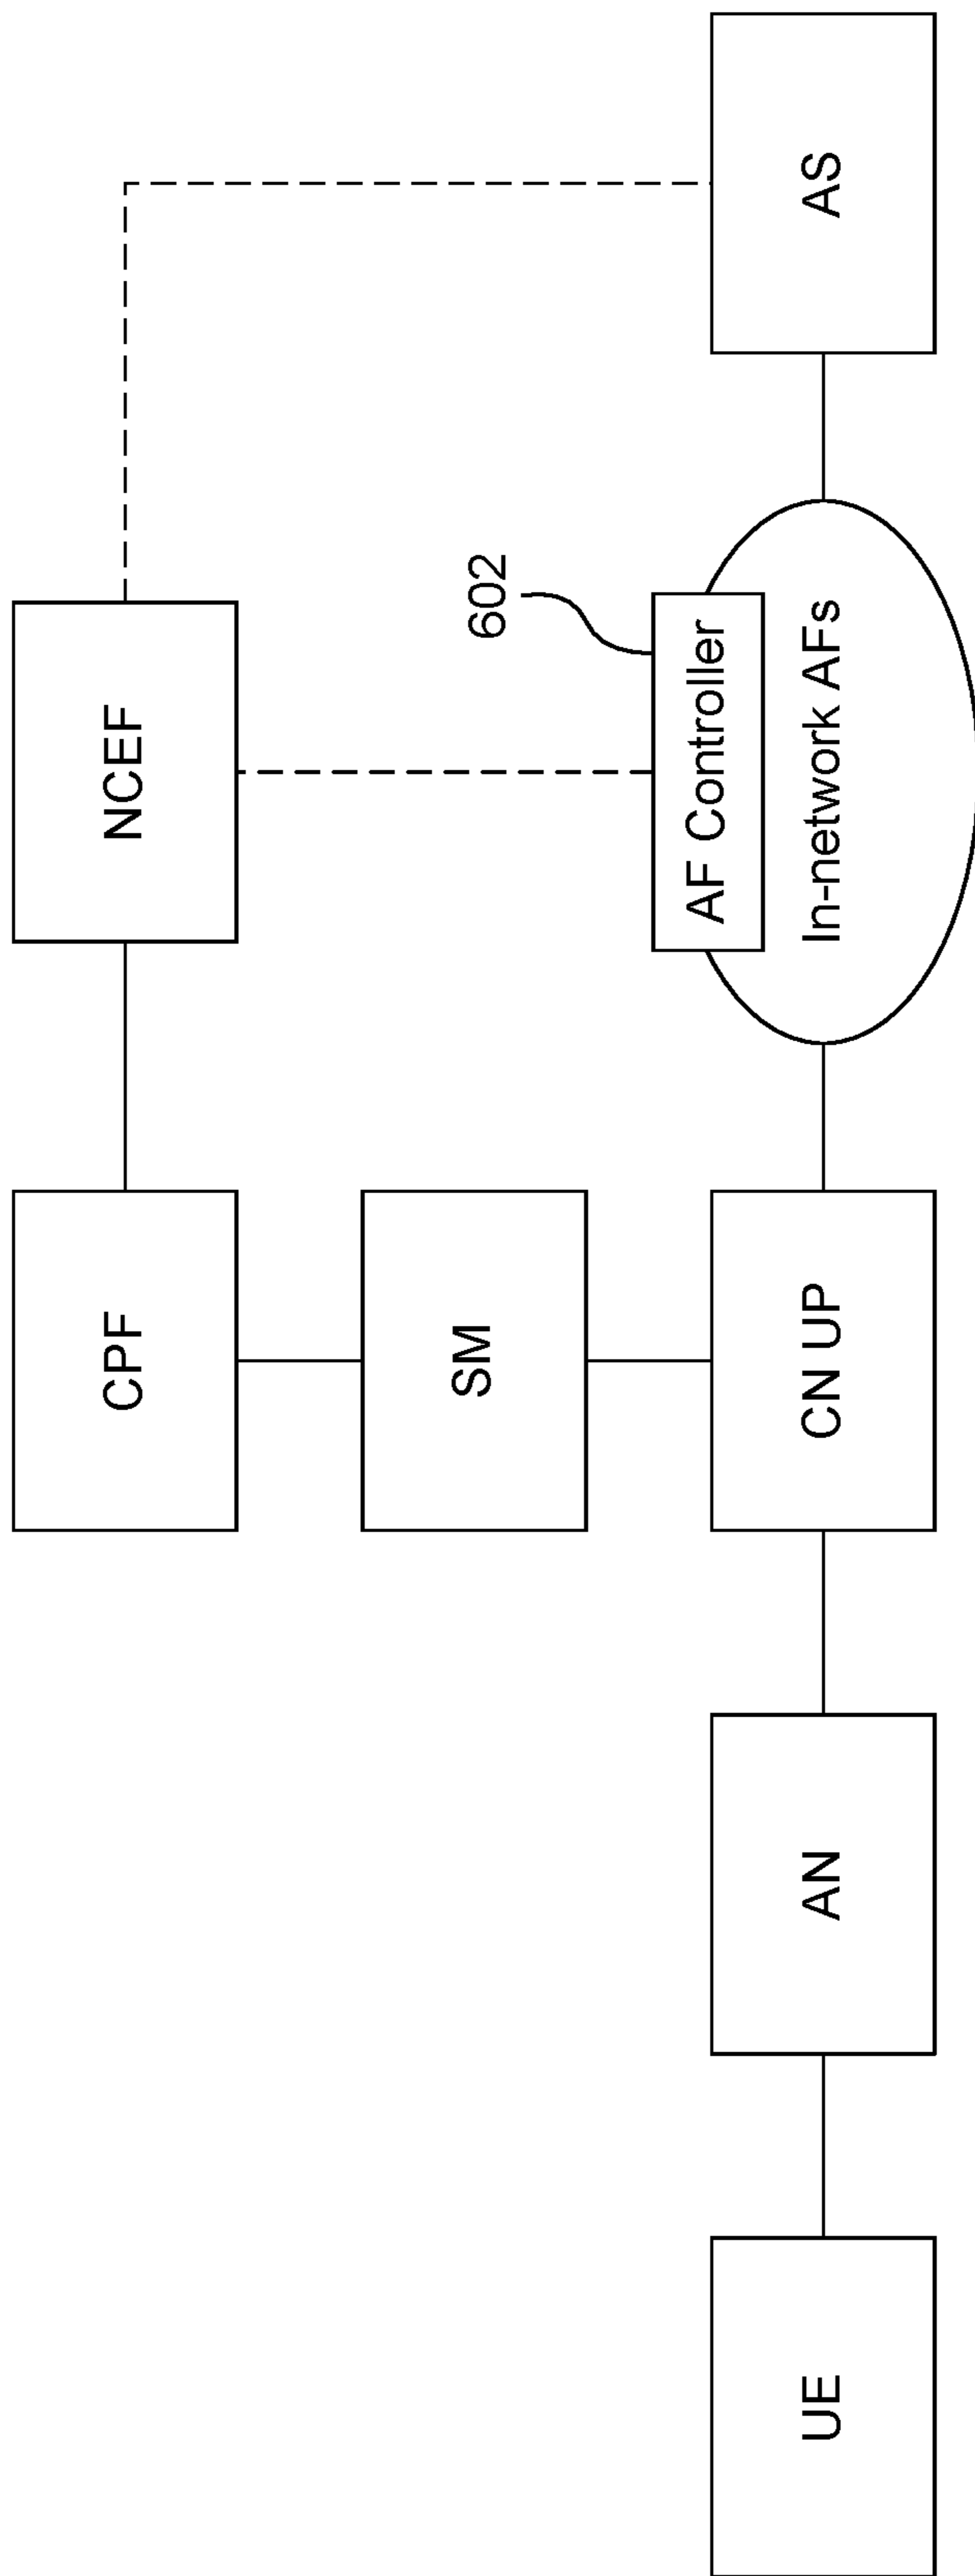 CPF
NCEF
SM
602
AF Controller
In-network AFs
UE
AN
CN UP
AS